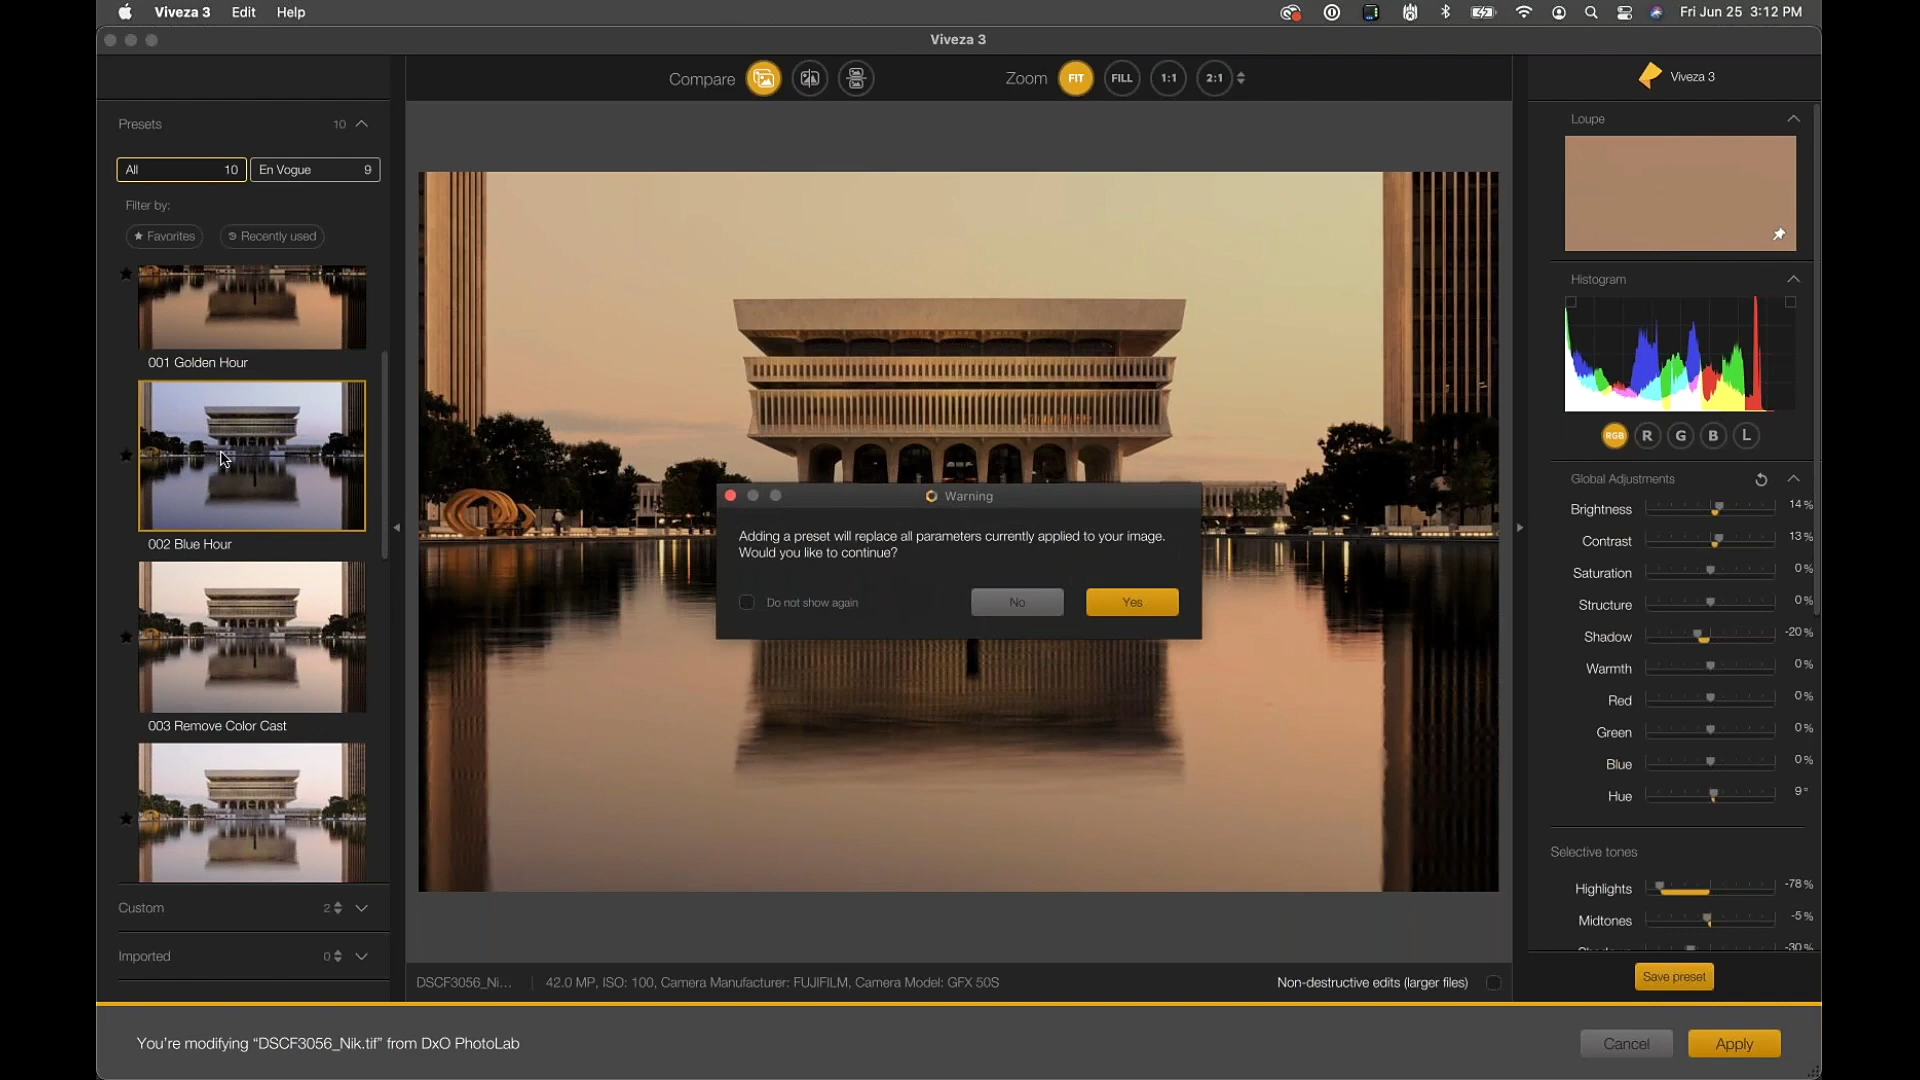 Viveza 3 Edit Help Fri Jun 25 3:12 PM
Viveza 3
Compare Zoom FIT FILL 1:1 2:1
Viveza 3
Presets 10
All 10 En Vogue 9
Filter by:
Favorites Recently used
001 Golden Hour
002 Blue Hour
003 Remove Color Cast
Custom 2
Imported 0
Warning
Adding a preset will replace all parameters currently applied to your image.
Would you like to continue?
Do not show again No Yes
Loupe
Histogram
RGB R G B L
Global Adjustments
Brightness 14%
Contrast 13%
Saturation 0%
Structure 0%
Shadow -20%
Warmth 0%
Red 0%
Green 0%
Blue 0%
Hue 9°
Selective tones
Highlights -78%
Midtones -5%
Shadows -30%
Save preset
DSCF3056_Ni... 42.0 MP, ISO: 100, Camera Manufacturer: FUJIFILM, Camera Model: GFX 50S Non-destructive edits (larger files)
You're modifying “DSCF3056_Nik.tif” from DxO PhotoLab
Cancel Apply